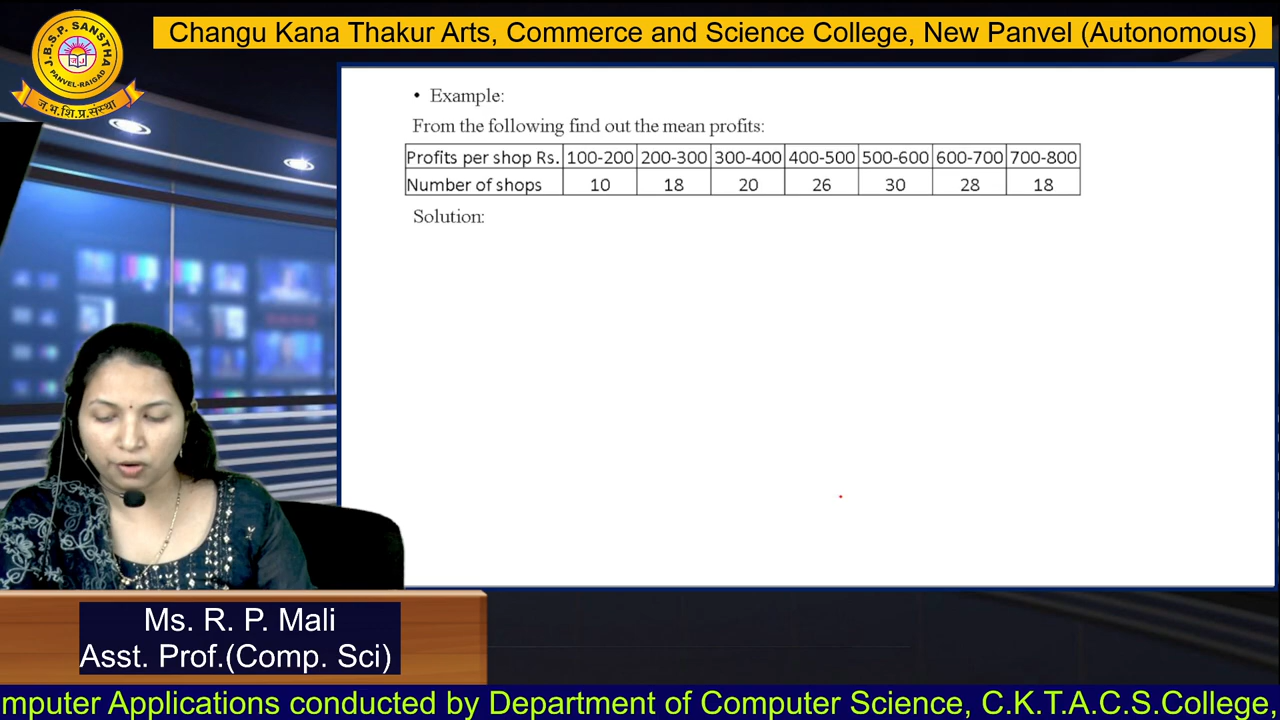 J.B.S.P. SANSTHA
PANVEL-RAIGAD
ज.भ.शि.प्र.संस्था
Changu Kana Thakur Arts, Commerce and Science College, New Panvel (Autonomous)
• Example:
From the following find out the mean profits:
Profits per shop Rs. 100-200 200-300 300-400 400-500 500-600 600-700 700-800
Number of shops 10 18 20 26 30 28 18
Solution:
Ms. R. P. Mali
Asst. Prof.(Comp. Sci)
mputer Applications conducted by Department of Computer Science, C.K.T.A.C.S.College,